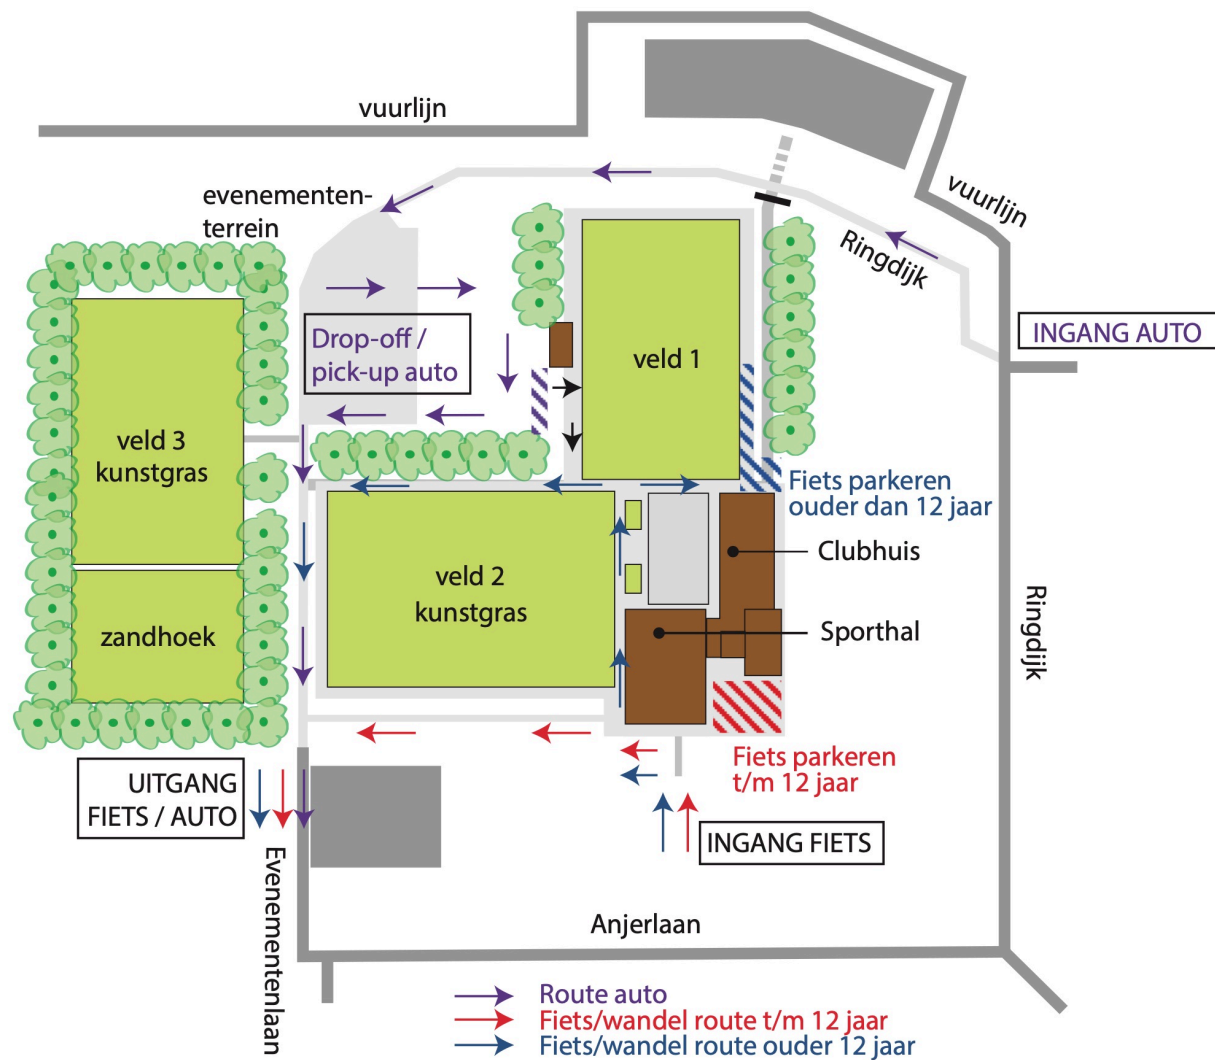 vuurlijn
vuurlijn
evenementen-
terrein
Ringdijk
INGANG AUTO
Drop-off /
pick-up auto
veld 1
veld 3
kunstgras
Fiets parkeren
ouder dan 12 jaar
Clubhuis
veld 2
kunstgras
zandhoek
Sporthal
Ringdijk
Fiets parkeren
t/m 12 jaar
UITGANG
FIETS / AUTO
INGANG FIETS
Evenementenlaan
Anjerlaan
Route auto
Fiets/wandel route t/m 12 jaar
Fiets/wandel route ouder 12 jaar